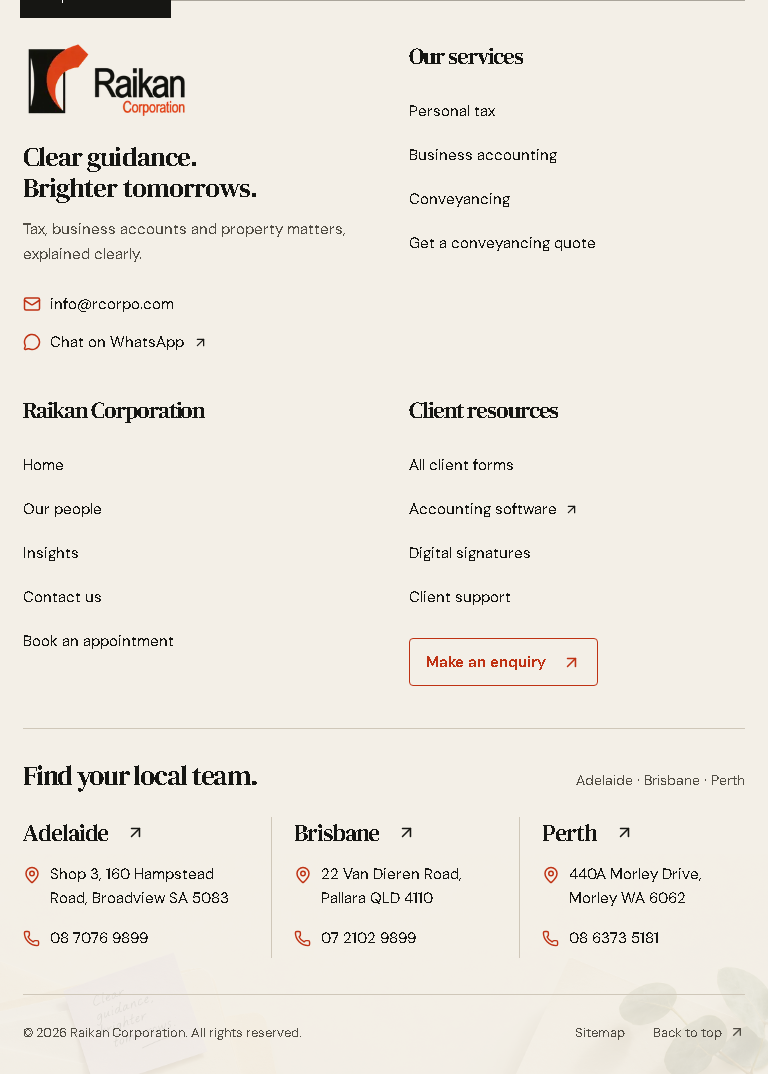 Raikan
Corporation
Clear guidance.
Brighter tomorrows.
Tax, business accounts and property matters,
explained clearly.
info@rcorpo.com
Chat on WhatsApp
Our services
Personal tax
Business accounting
Conveyancing
Get a conveyancing quote
Raikan Corporation
Home
Our people
Insights
Contact us
Book an appointment
Client resources
All client forms
Accounting software
Digital signatures
Client support
Make an enquiry
Find your local team.
Adelaide · Brisbane · Perth
Adelaide
Shop 3, 160 Hampstead
Road, Broadview SA 5083
08 7076 9899
Brisbane
22 Van Dieren Road,
Pallara QLD 4110
07 2102 9899
Perth
440A Morley Drive,
Morley WA 6062
08 6373 5181
Clear
guidance.
© 2026 Raikan Corporation. All rights reserved.
Sitemap
Back to top